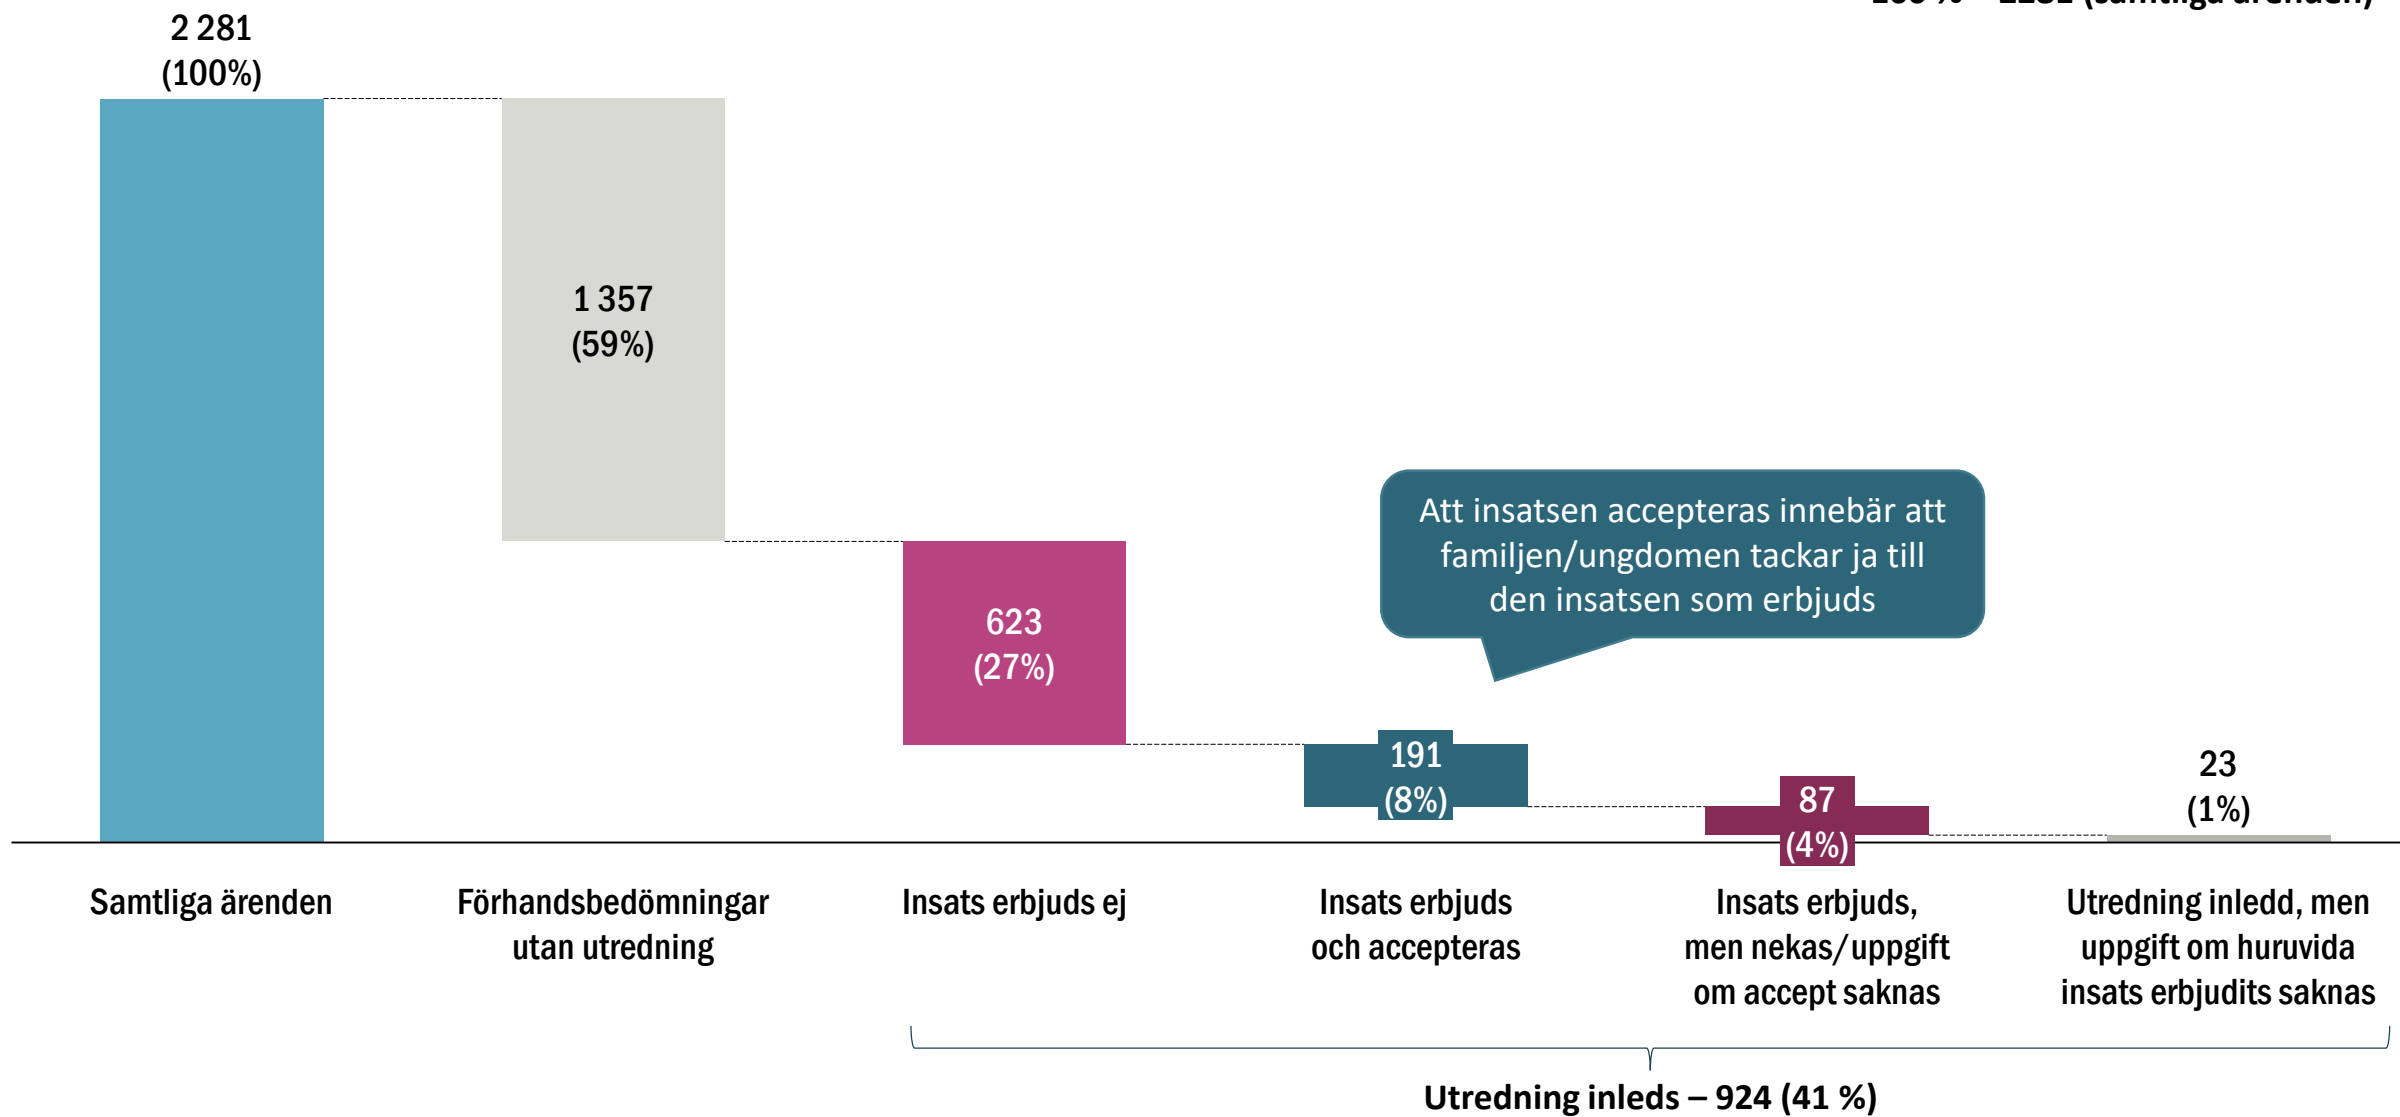 2 281
(100%)
1 357
(59%)
623
(27%)
Att insatsen accepteras innebär att
familjen/ungdomen tackar ja till
den insatsen som erbjuds
191
(8%)
87
(4%)
23
(1%)
Samtliga ärenden
Förhandsbedömningar
utan utredning
Insats erbjuds ej
Insats erbjuds
och accepteras
Insats erbjuds,
men nekas/uppgift
om accept saknas
Utredning inledd, men
uppgift om huruvida
insats erbjudits saknas
Utredning inleds – 924 (41 %)